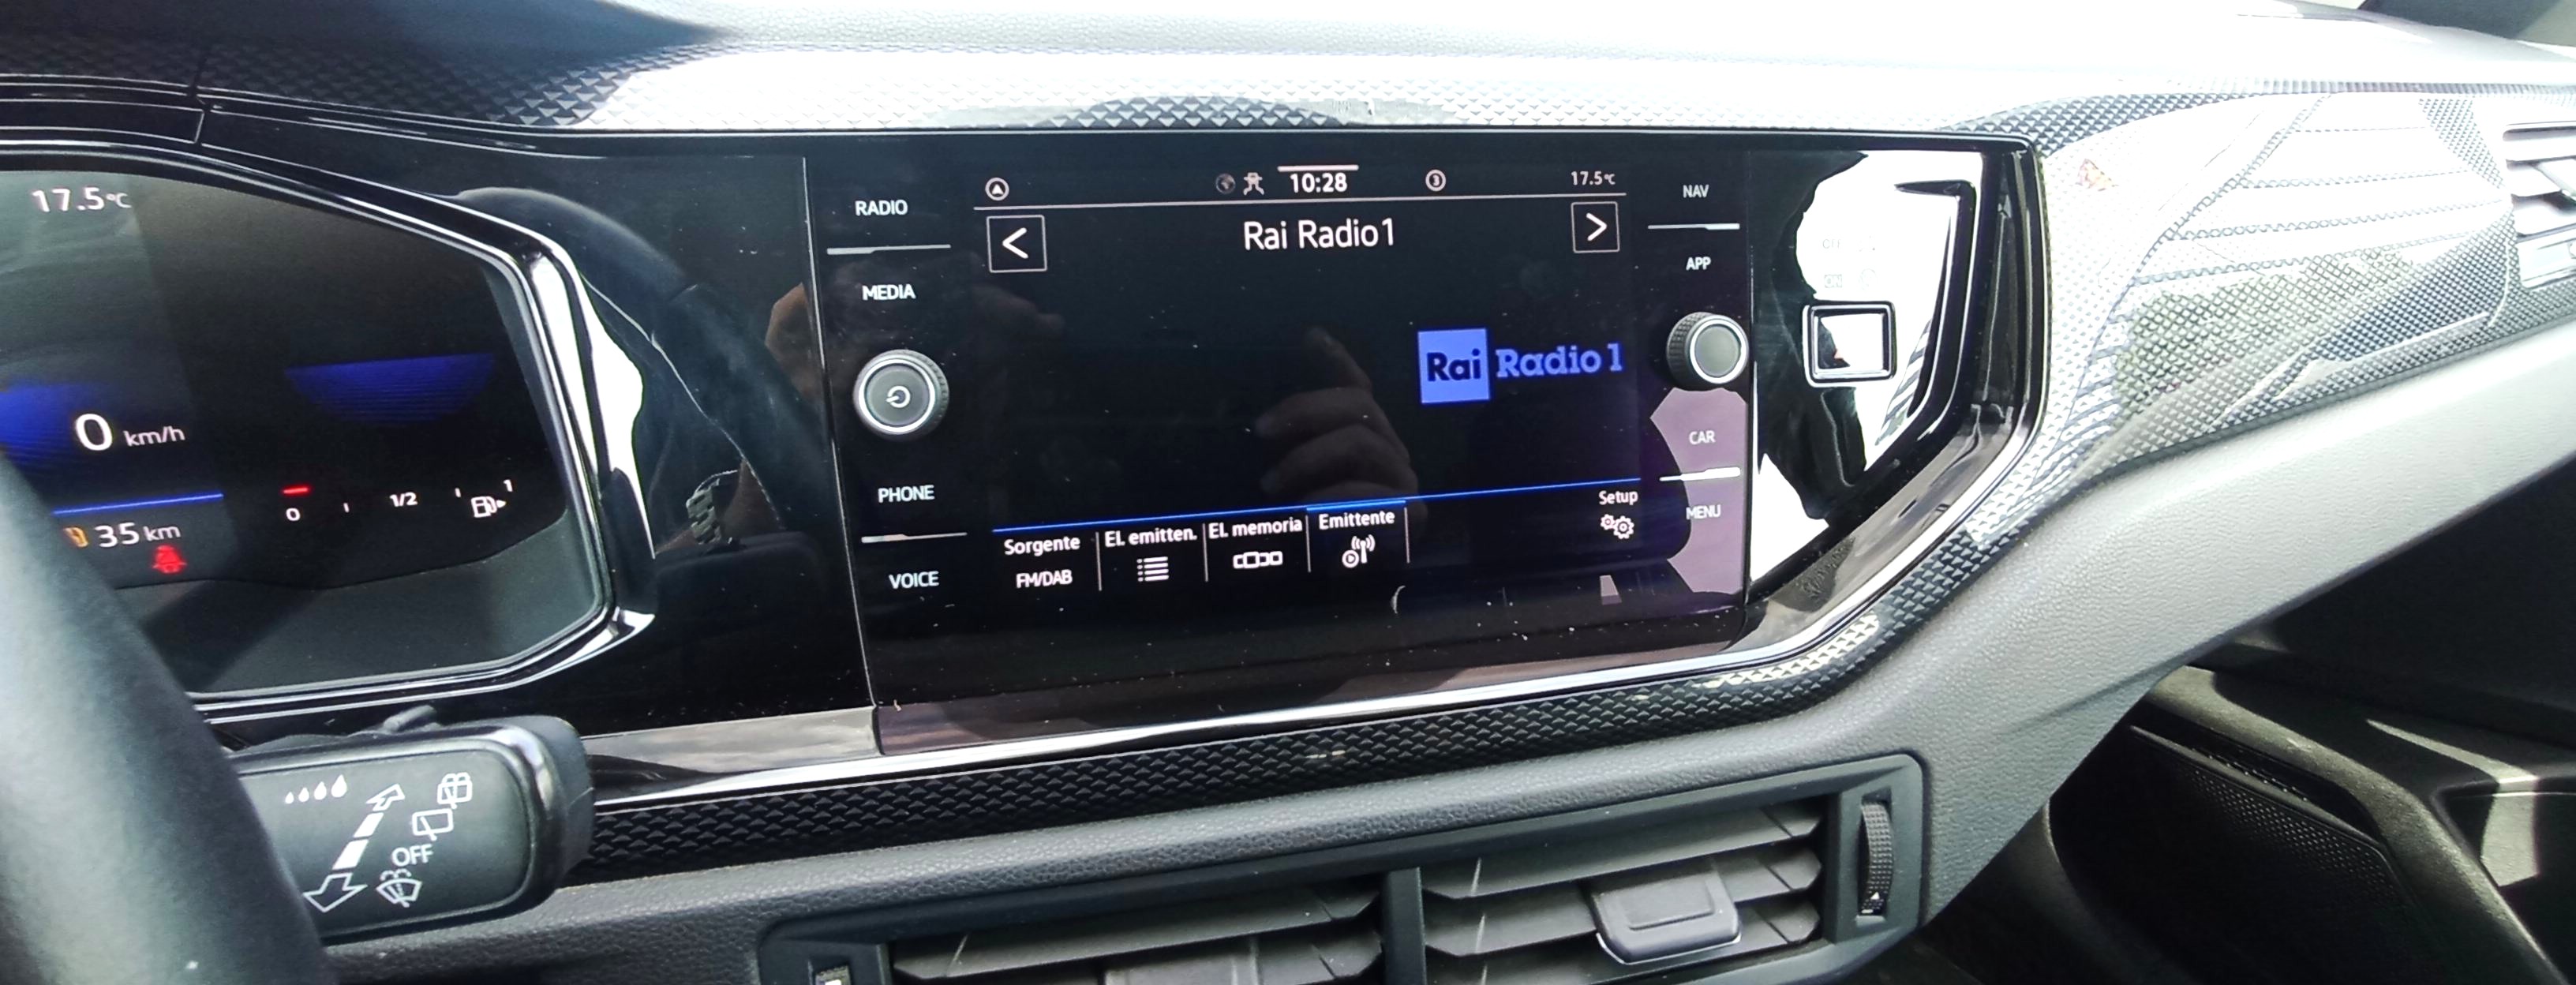 17.5°C
0 km/h
35 km
0
1/2
1
RADIO
MEDIA
PHONE
VOICE
10:28
3
17.5°C
Rai Radio1
Rai Radio 1
Setup
Sorgente
FM/DAB
El. emitten.
El. memoria
Emittente
NAV
APP
CAR
MENU
OFF